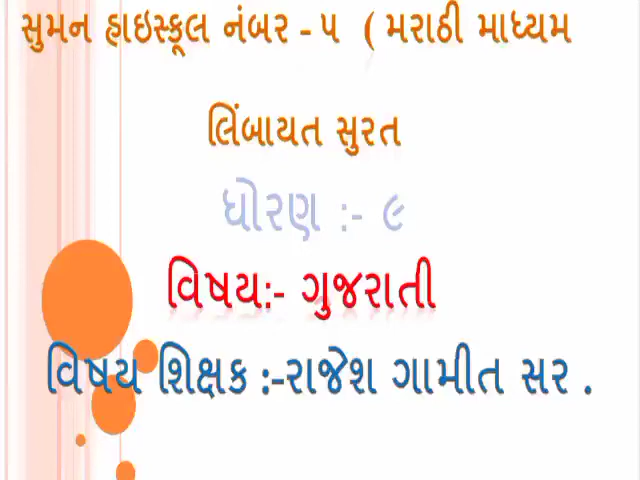 સુમન હાઇસ્કૂલ નંબર - ૫ ( મરાઠી માધ્યમ
લિંબાયત સુરત
ધોરણ :- ૯
વિષય:- ગુજરાતી
વિષય શિક્ષક :-રાજેશ ગામીત સર .